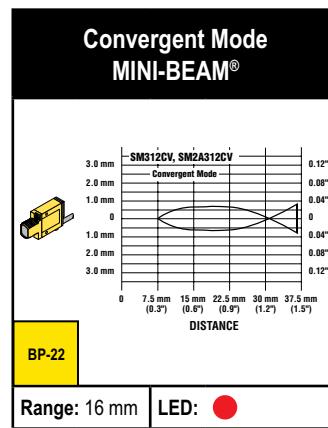 Convergent Mode
MINI-BEAM®
SM312CV, SM2A312CV
Convergent Mode
3.0 mm 0.12"
2.0 mm 0.08"
1.0 mm 0.04"
0 0
1.0 mm 0.04"
2.0 mm 0.08"
3.0 mm 0.12"
0 7.5 mm 15 mm 22.5 mm 30 mm 37.5 mm
(0.3") (0.6") (0.9") (1.2") (1.5")
DISTANCE
BP-22
Range: 16 mm LED: